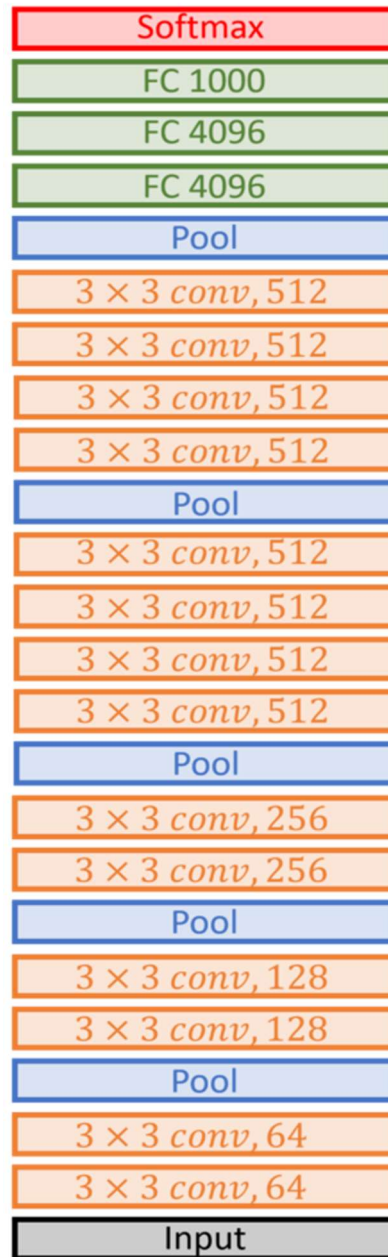 Softmax
FC 1000
FC 4096
FC 4096
Pool
3 × 3 conv, 512
3 × 3 conv, 512
3 × 3 conv, 512
3 × 3 conv, 512
Pool
3 × 3 conv, 512
3 × 3 conv, 512
3 × 3 conv, 512
3 × 3 conv, 512
Pool
3 × 3 conv, 256
3 × 3 conv, 256
Pool
3 × 3 conv, 128
3 × 3 conv, 128
Pool
3 × 3 conv, 64
3 × 3 conv, 64
Input